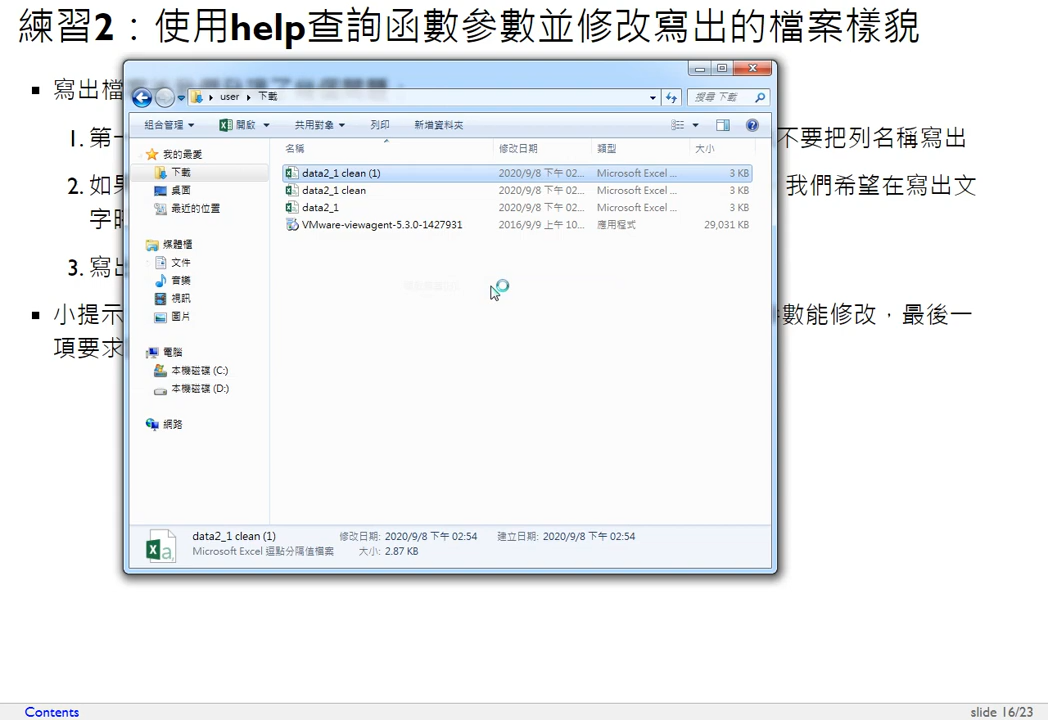 練習2：使用help查詢函數參數並修改寫出的檔案樣貌
寫出檔
user 下載
搜尋 下載
組合管理 開啟 共用對象 列印 新增資料夾
1. 第一 不要把列名稱寫出
2. 如果 我們希望在寫出文
字時
3. 寫出
小提示 數能修改，最後一
項要求
我的最愛
下載
桌面
最近的位置
媒體櫃
文件
音樂
視訊
圖片
電腦
本機磁碟 (C:)
本機磁碟 (D:)
網路
名稱 修改日期 類型 大小
data2_1 clean (1) 2020/9/8 下午 02... Microsoft Excel ... 3 KB
data2_1 clean 2020/9/8 下午 02... Microsoft Excel ... 3 KB
data2_1 2020/9/8 下午 02... Microsoft Excel ... 3 KB
VMware-viewagent-5.3.0-1427931 2016/9/9 上午 10... 應用程式 29,031 KB
data2_1 clean (1) 修改日期: 2020/9/8 下午 02:54 建立日期: 2020/9/8 下午 02:54
Microsoft Excel 逗點分隔值檔案 大小: 2.87 KB
Contents
slide 16/23